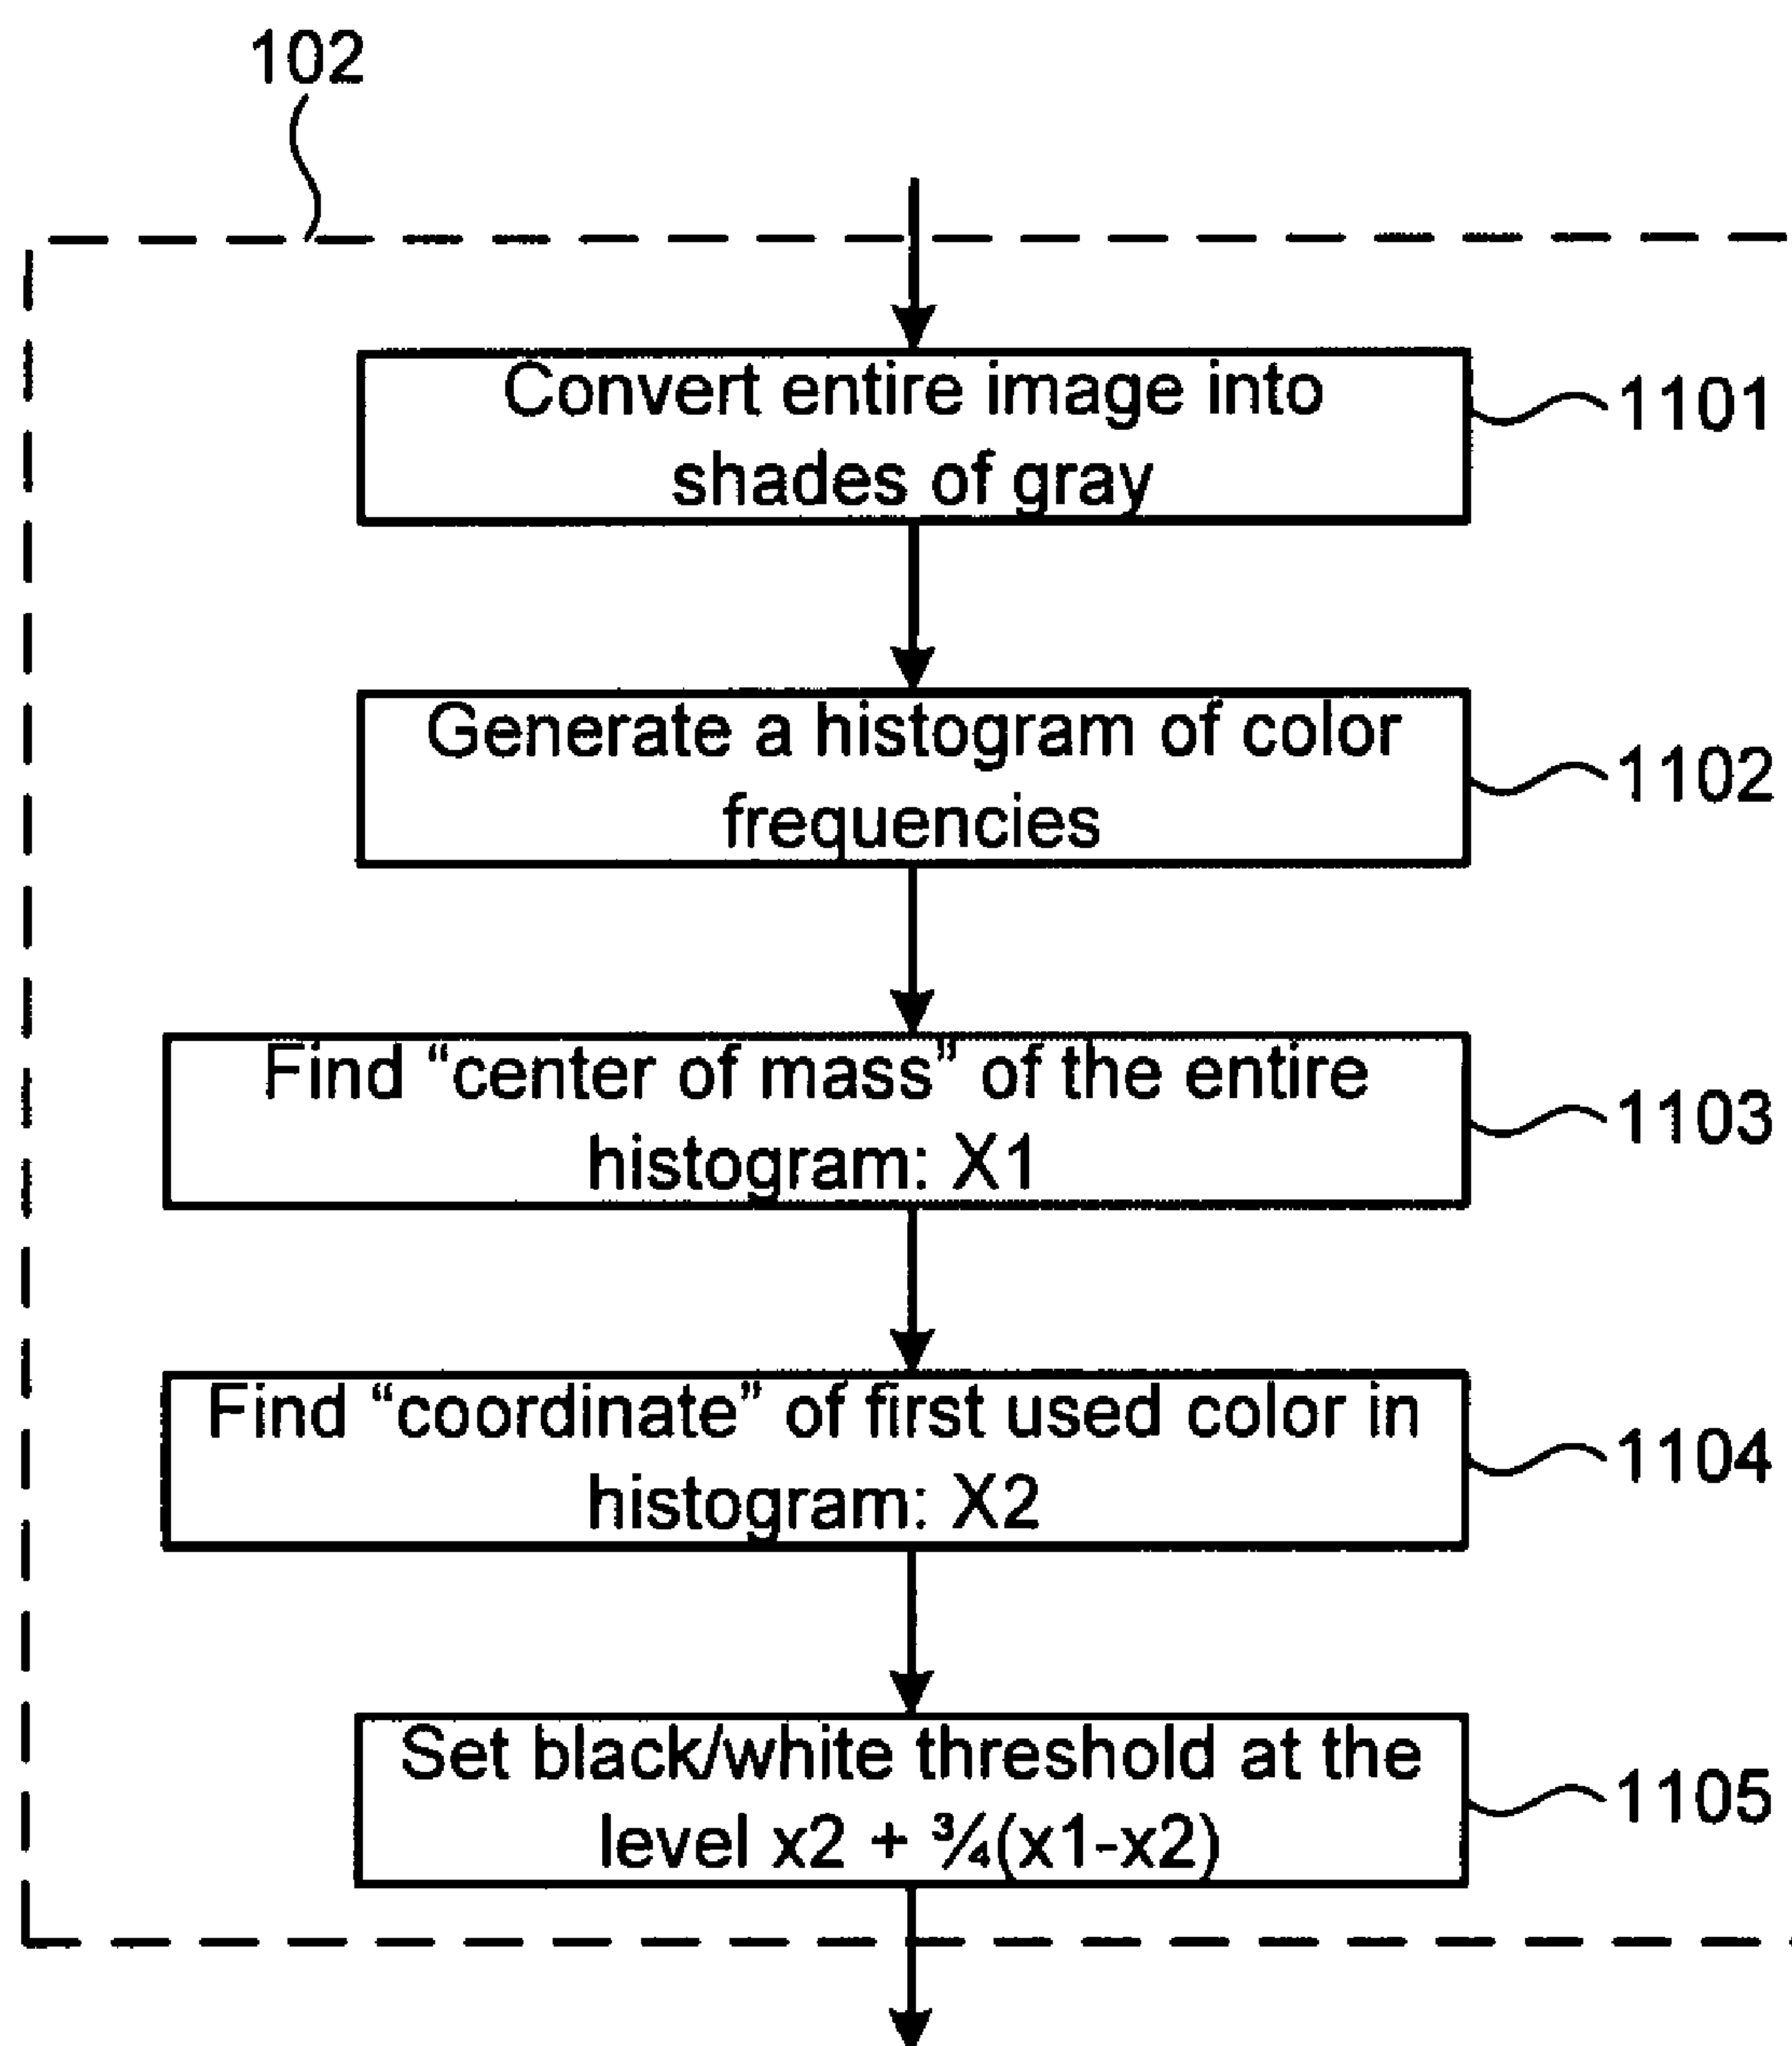 102
Convert entire image into
shades of gray
1101
Generate a histogram of color
frequencies
1102
Find “center of mass” of the entire
histogram: X1
1103
Find “coordinate” of first used color in
histogram: X2
1104
Set black/white threshold at the
level x2 + ¾(x1-x2)
1105